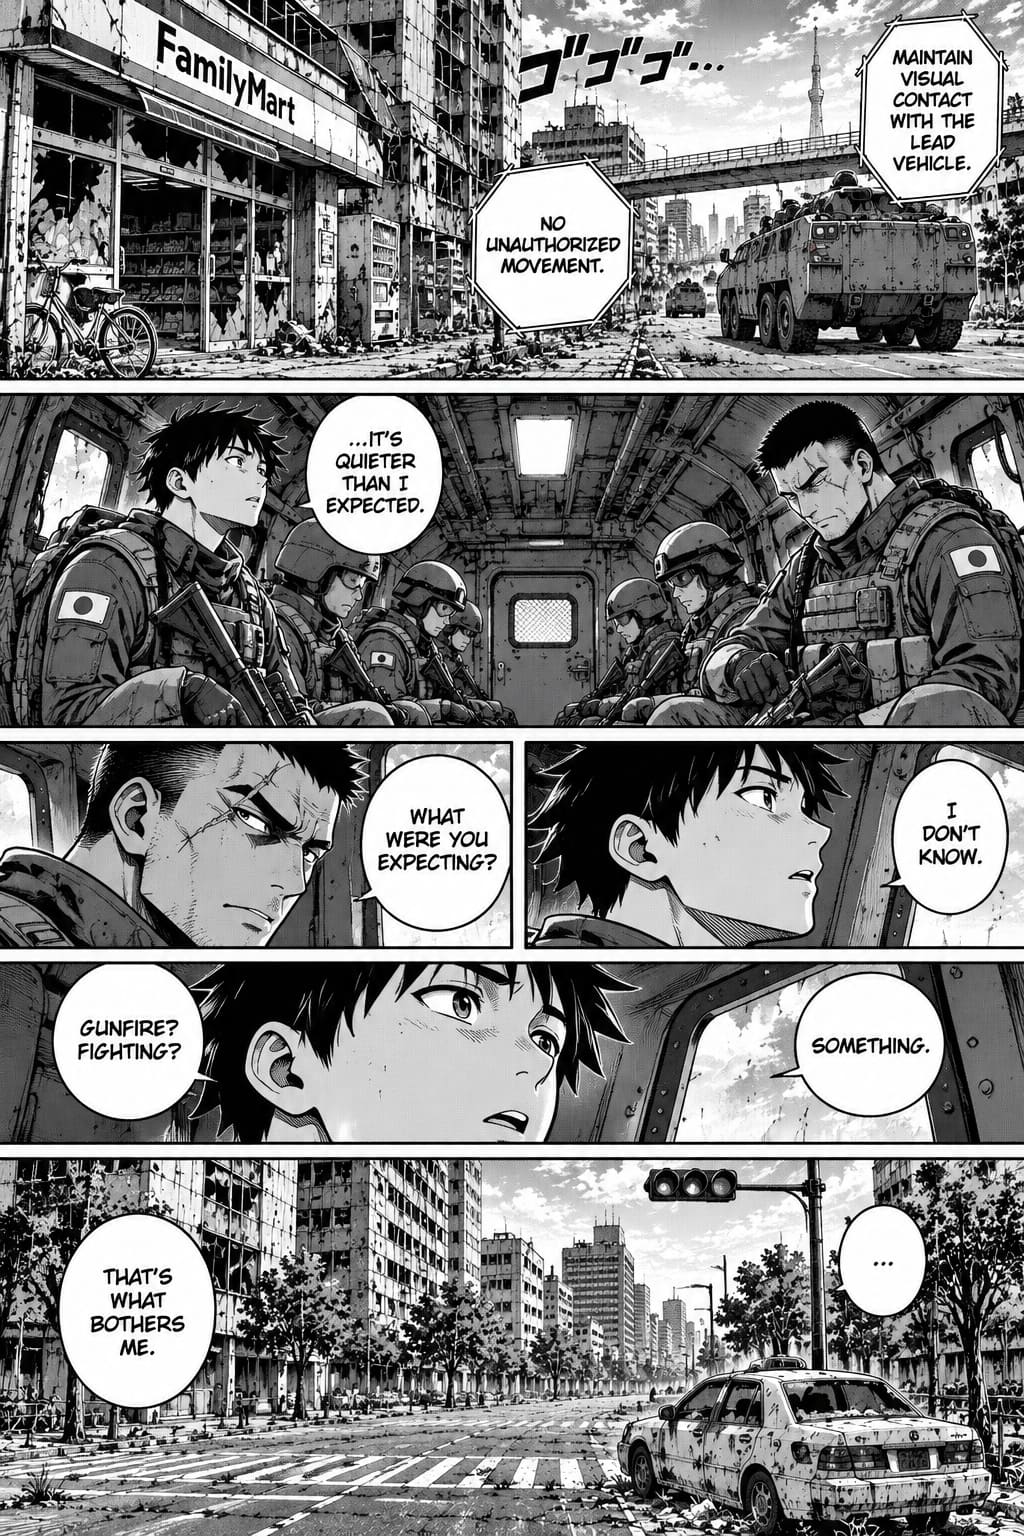 FamilyMart
ゴゴゴ...
MAINTAIN
VISUAL
CONTACT
WITH THE
LEAD
VEHICLE.
NO
UNAUTHORIZED
MOVEMENT.
...IT'S
QUIETER
THAN I
EXPECTED.
WHAT
WERE YOU
EXPECTING?
I
DON'T
KNOW.
GUNFIRE?
FIGHTING?
SOMETHING.
THAT'S
WHAT
BOTHERS
ME.
...